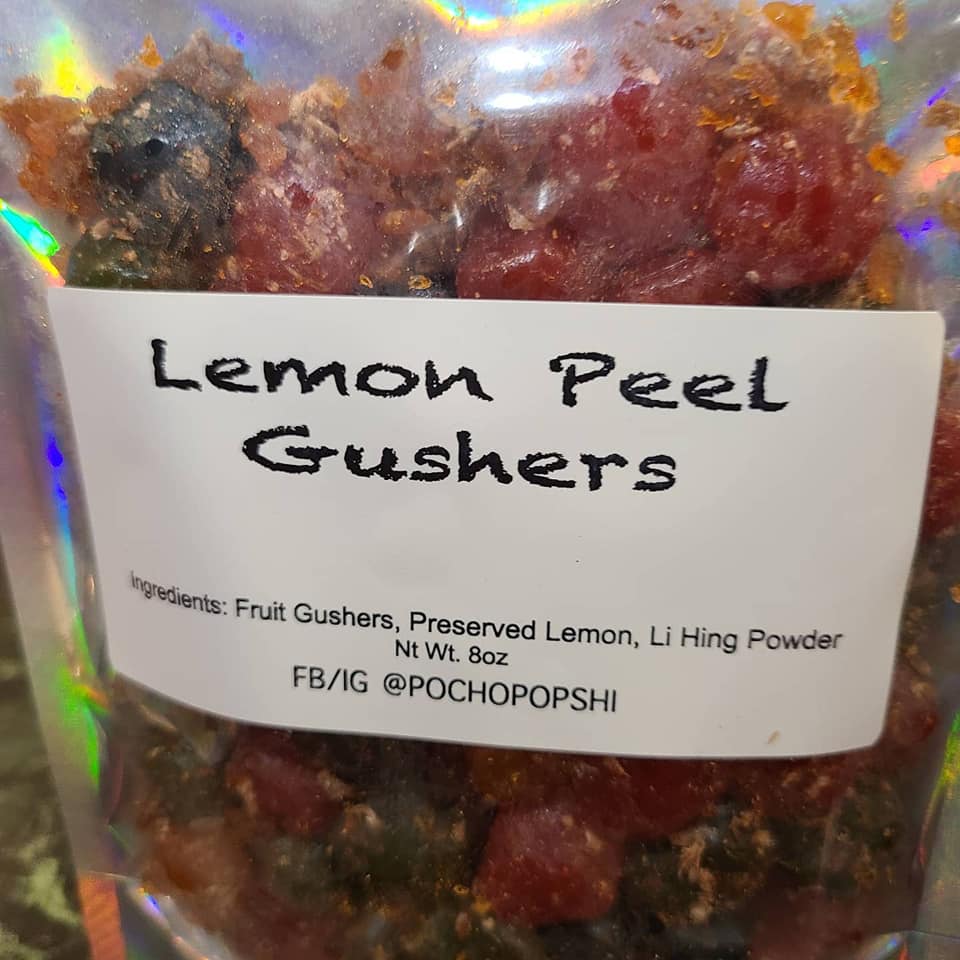 Lemon Peel
Gushers
Ingredients: Fruit Gushers, Preserved Lemon, Li Hing Powder
Nt Wt. 8oz
FB/IG @POCHOPOPSHI